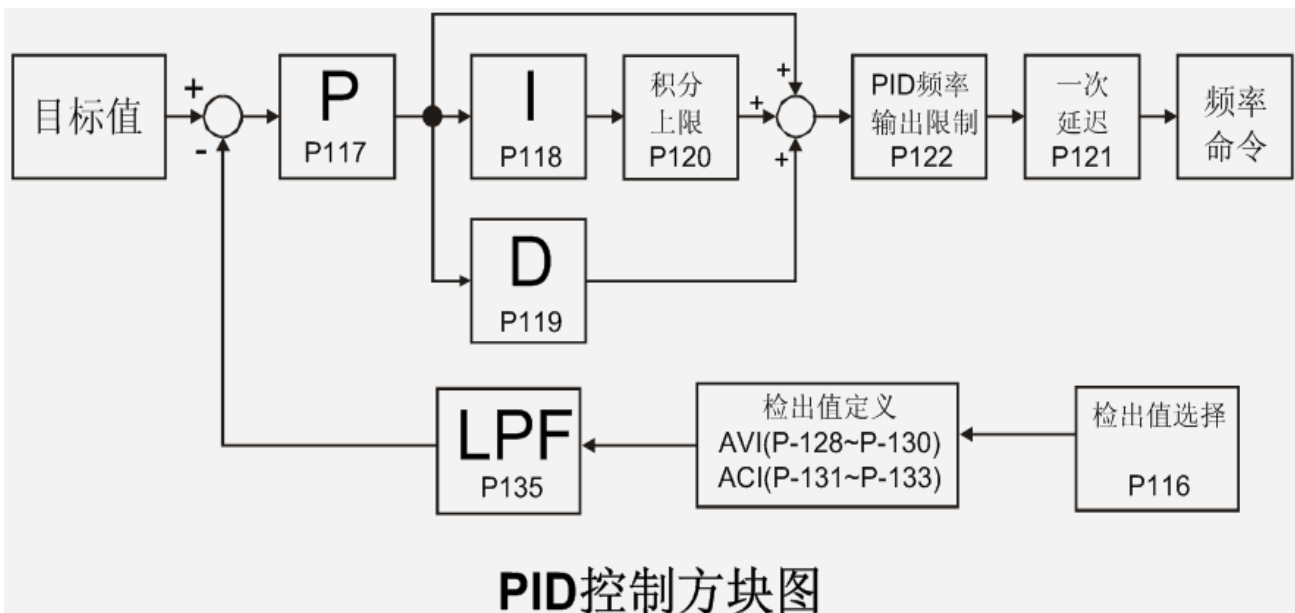 目标值
+
-
P
P117
I
P118
积分
上限
P120
+
+
+
PID频率
输出限制
P122
一次
延迟
P121
频率
命令
D
P119
LPF
P135
检出值定义
AVI(P-128~P-130)
ACI(P-131~P-133)
检出值选择
P116
PID控制方块图